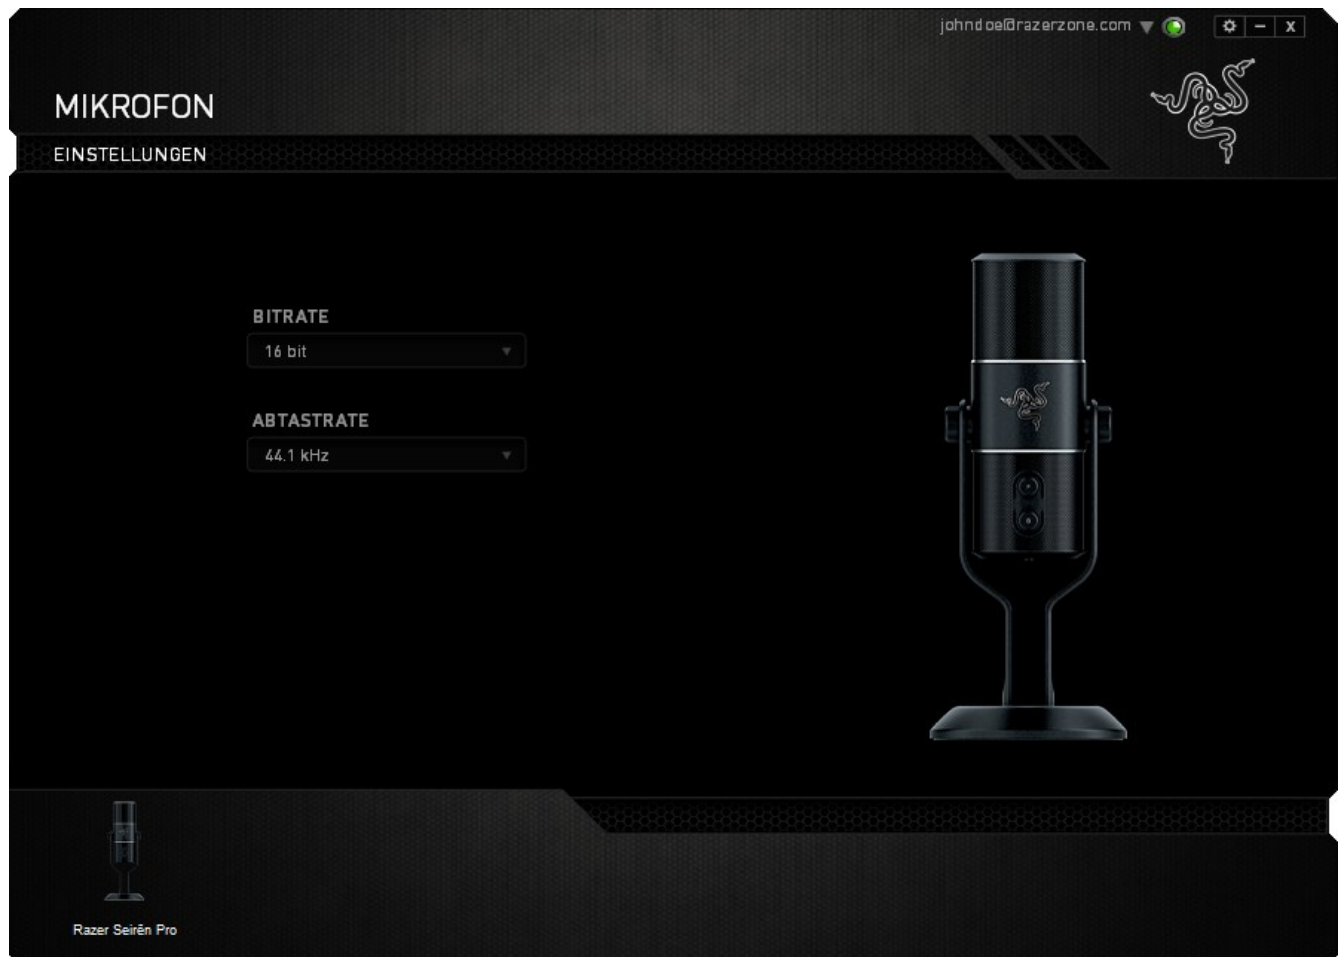 johndoe@razerzone.com
MIKROFON
EINSTELLUNGEN
BITRATE
16 bit
ABTASTRATE
44.1 kHz
Razer Seirēn Pro